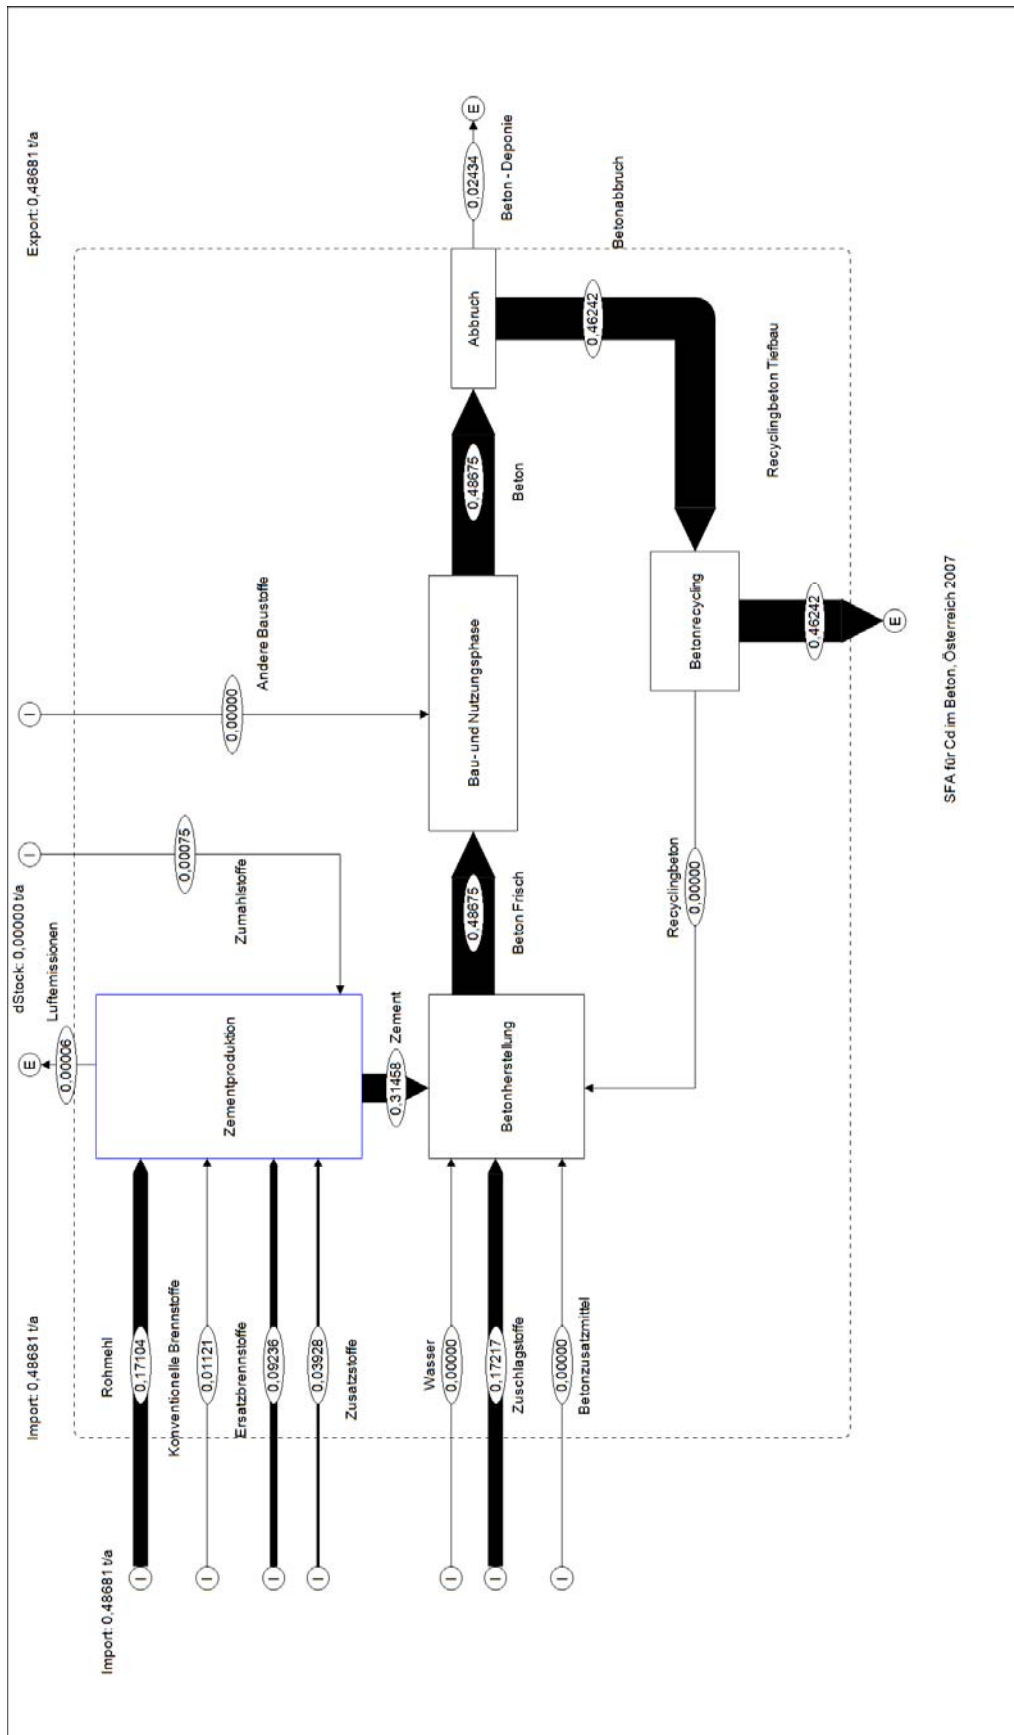 Import: 0,48681 t/a
dStock: 0,00000 t/a
Export: 0,48681 t/a
Import: 0,48681 t/a
I
Rohmehl
0,17104
I
Konventionelle Brennstoffe
0,01121
I
Ersatzbrennstoffe
0,09236
I
Zusatzstoffe
0,03928
Zementproduktion
E
0,00006
Luftemissionen
I
0,00075
Zumahlstoffe
I
0,00000
Andere Baustoffe
0,31458
Zement
I
Wasser
0,00000
I
Zuschlagstoffe
0,17217
I
Betonzusatzmittel
0,00000
Betonherstellung
0,48675
Beton Frisch
Bau- und Nutzungsphase
0,48675
Beton
Abbruch
0,02434
E
Beton - Deponie
0,46242
Betonabbruch
Recyclingbeton
0,00000
Betonrecycling
Recyclingbeton Tiefbau
0,46242
E
SFA für Cd im Beton, Österreich 2007